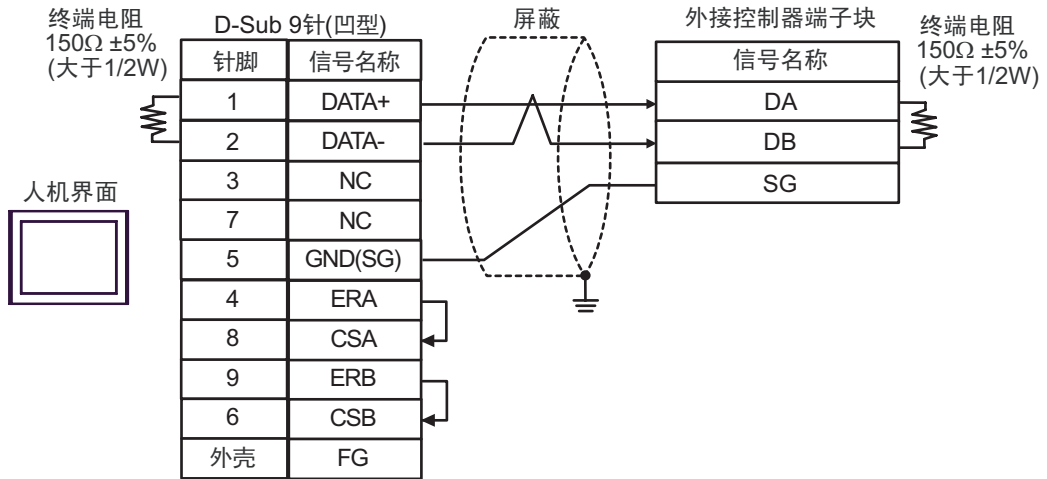 终端电阻
150Ω ±5%
(大于1/2W)
D-Sub 9针(凹型)
屏蔽
外接控制器端子块
终端电阻
150Ω ±5%
(大于1/2W)
针脚 信号名称
信号名称
1 DATA+
DA
2 DATA-
DB
3 NC
SG
人机界面
7 NC
5 GND(SG)
4 ERA
8 CSA
9 ERB
6 CSB
外壳 FG